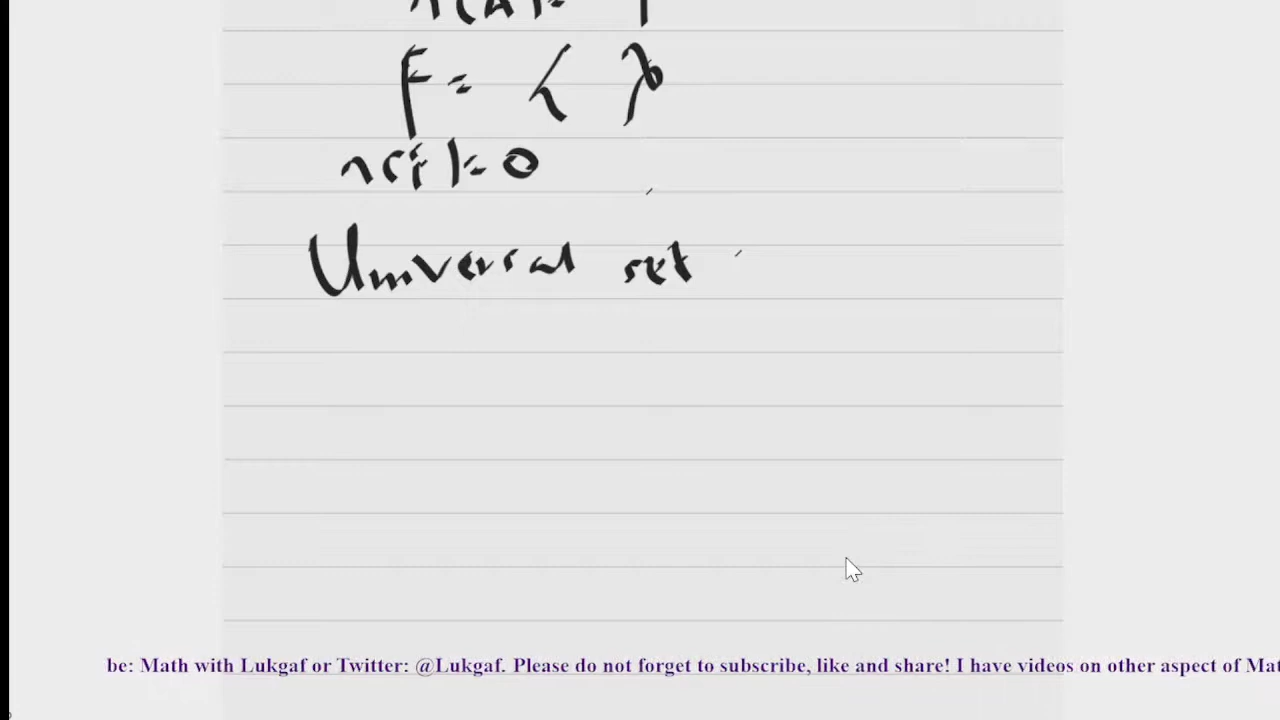 F = { }
n(F) = 0
Universal set
be: Math with Lukgaf or Twitter: @Lukgaf. Please do not forget to subscribe, like and share! I have videos on other aspect of Mat